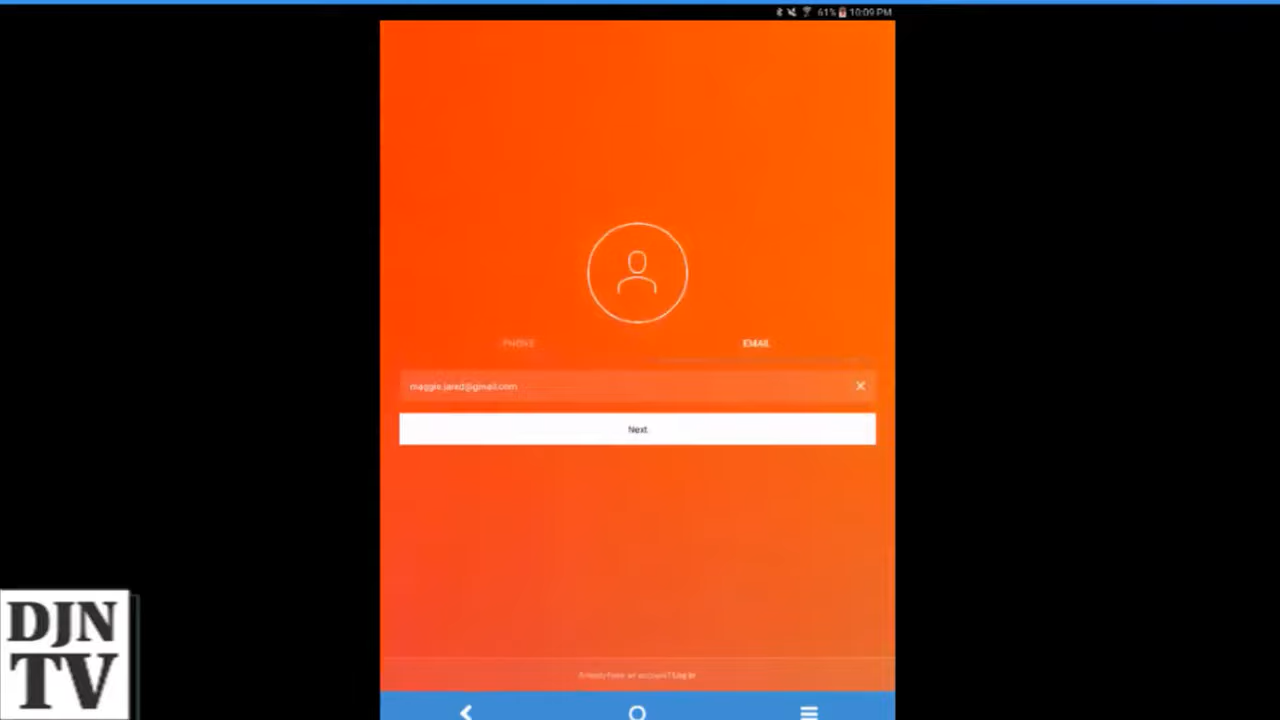 61% 10:09 PM
PHONE EMAIL
maggie.jared@gmail.com
Next
Already have an account? Log in
DJN
TV